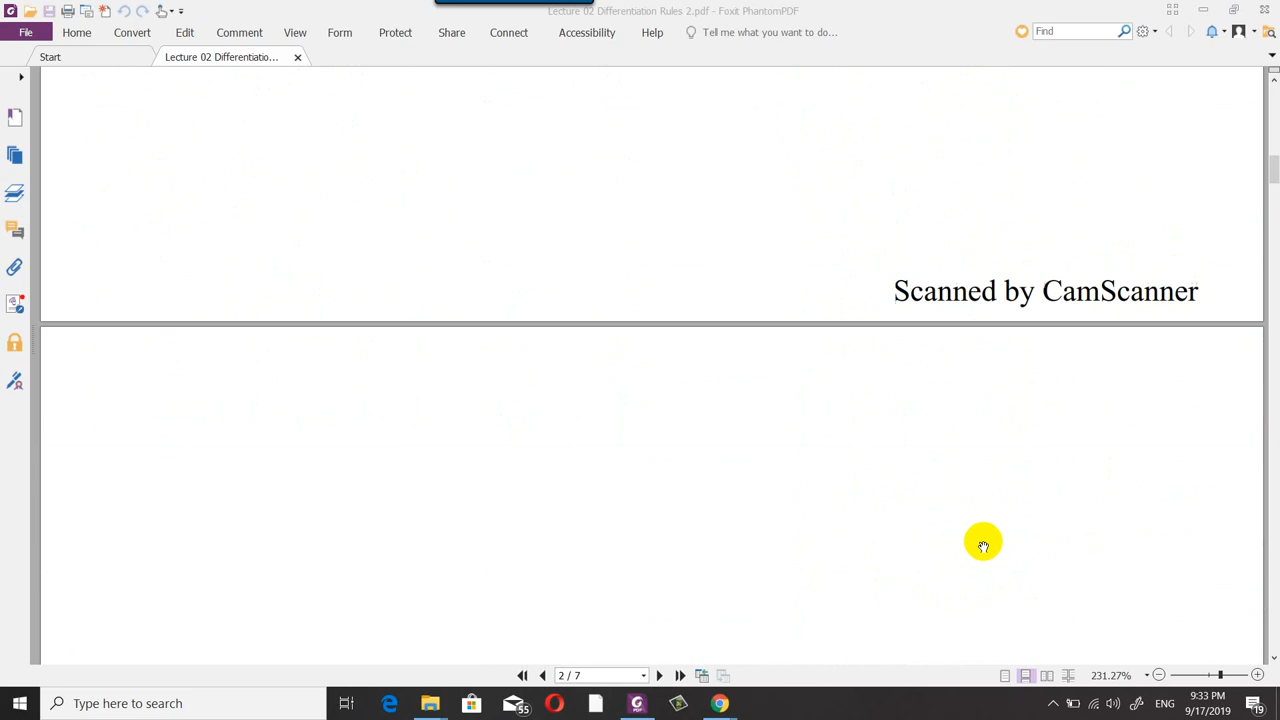 Lecture 02 Differentiation Rules 2.pdf - Foxit PhantomPDF
File Home Convert Edit Comment View Form Protect Share Connect Accessibility Help Tell me what you want to do... Find
Start Lecture 02 Differentiatio...
Scanned by CamScanner
2 / 7 231.27%
Type here to search 55 ENG 9:33 PM
9/17/2019 19